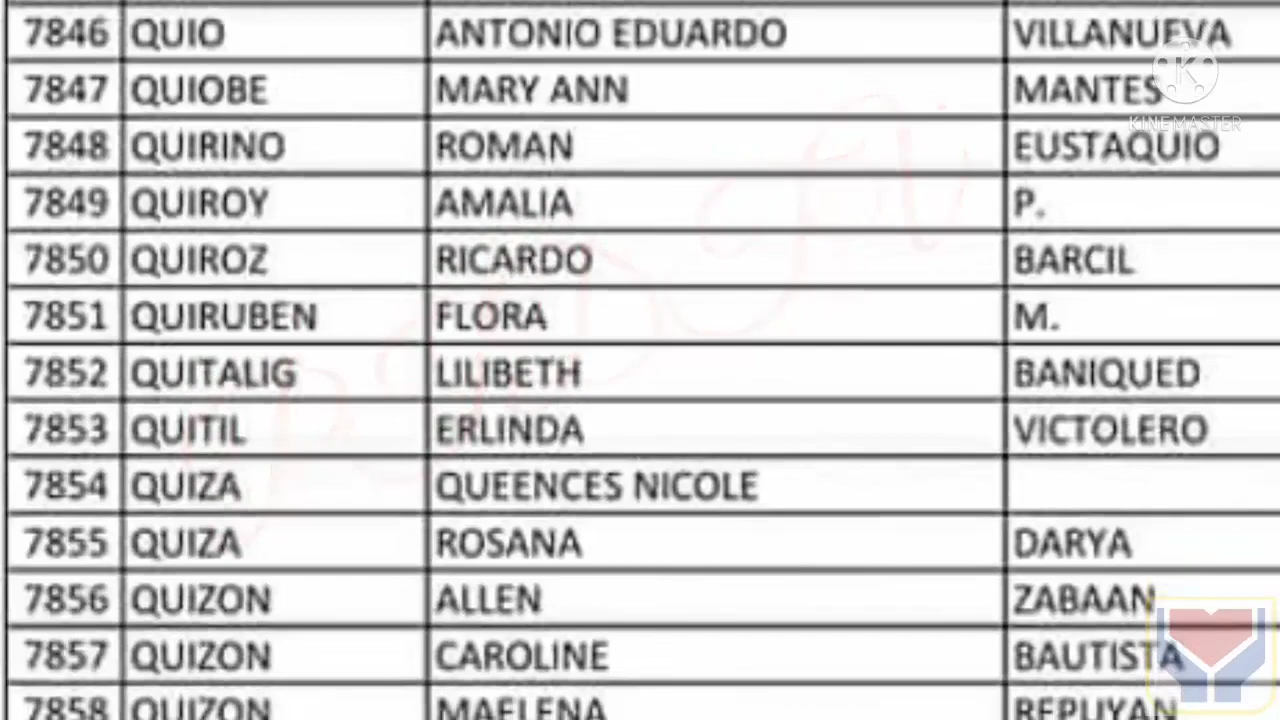 7846 QUIO ANTONIO EDUARDO VILLANUEVA
7847 QUIOBE MARY ANN MANTES
KINEMASTER
7848 QUIRINO ROMAN EUSTAQUIO
7849 QUIROY AMALIA P.
7850 QUIROZ RICARDO BARCIL
7851 QUIRUBEN FLORA M.
7852 QUITALIG LILIBETH BANIQUED
7853 QUITIL ERLINDA VICTOLERO
7854 QUIZA QUEENCES NICOLE
7855 QUIZA ROSANA DARYA
7856 QUIZON ALLEN ZABAAN
7857 QUIZON CAROLINE BAUTISTA
7858 QUIZON MAELENA REPUYAN